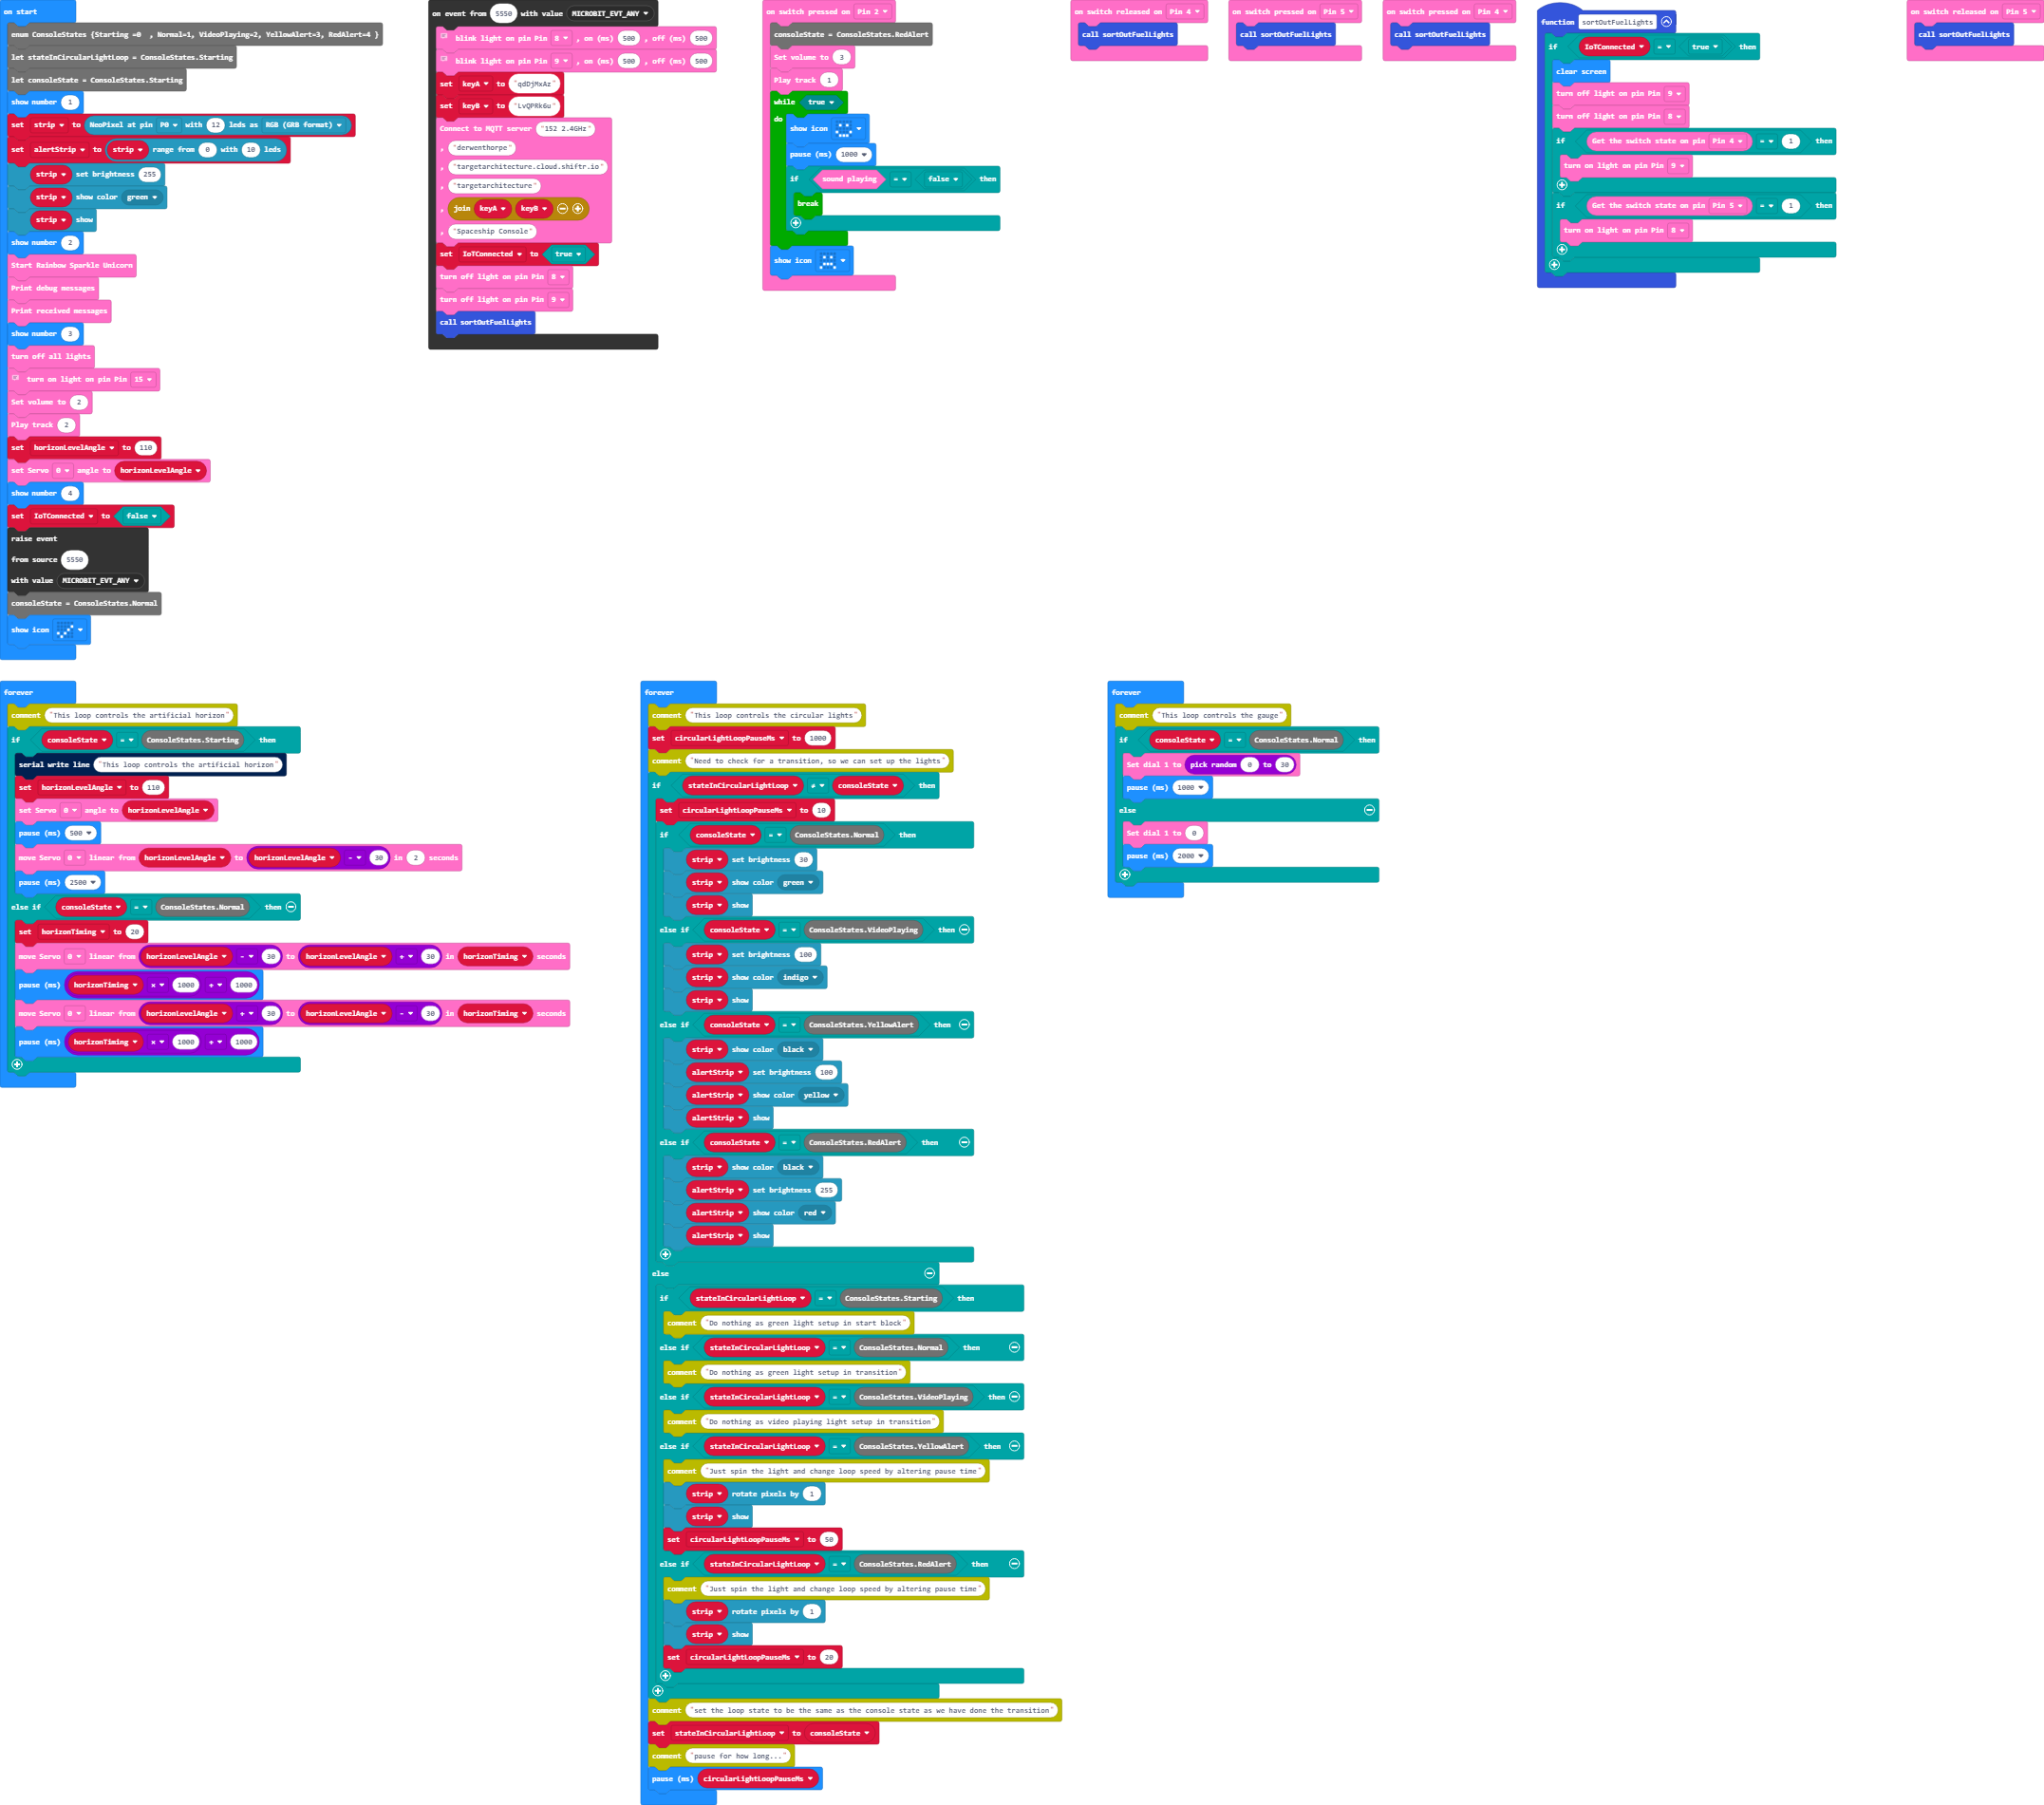 on start
enum ConsoleStates {Starting =0 , Normal=1, VideoPlaying=2, YellowAlert=3, RedAlert=4 }
let stateInCircularLightLoop = ConsoleStates.Starting
let consoleState = ConsoleStates.Starting
show number 1
set strip to NeoPixel at pin P0 with 12 leds as RGB (GRB format)
set alertStrip to strip range from 0 with 10 leds
strip set brightness 255
strip show color green
strip show
show number 2
Start Rainbow Sparkle Unicorn
Print debug messages
Print received messages
show number 3
turn off all lights
turn on light on pin Pin 15
Set volume to 2
Play track 2
set horizonLevelAngle to 110
set Servo 0 angle to horizonLevelAngle
show number 4
set IoTConnected to false
raise event
from source 5550
with value MICROBIT_EVT_ANY
consoleState = ConsoleStates.Normal
show icon
on event from 5550 with value MICROBIT_EVT_ANY
blink light on pin Pin 8 , on (ms) 500 , off (ms) 500
blink light on pin Pin 9 , on (ms) 500 , off (ms) 500
set keyA to "qdDjMxAz"
set keyB to "LvQPRk6u"
Connect to MQTT server "152 2.4GHz"
, "derwenthorpe"
, "targetarchitecture.cloud.shiftr.io"
, "targetarchitecture"
, join keyA keyB
, "Spaceship Console"
set IoTConnected to true
turn off light on pin Pin 8
turn off light on pin Pin 9
call sortOutFuelLights
on switch pressed on Pin 2
consoleState = ConsoleStates.RedAlert
Set volume to 3
Play track 1
while true
do
show icon
pause (ms) 1000
if sound playing = false then
break
show icon
on switch released on Pin 4
call sortOutFuelLights
on switch pressed on Pin 5
call sortOutFuelLights
on switch pressed on Pin 4
call sortOutFuelLights
function sortOutFuelLights
if IoTConnected = true then
clear screen
turn off light on pin Pin 9
turn off light on pin Pin 8
if Get the switch state on pin Pin 4 = 1 then
turn on light on pin Pin 9
if Get the switch state on pin Pin 5 = 1 then
turn on light on pin Pin 8
on switch released on Pin 5
call sortOutFuelLights
forever
comment "This loop controls the artificial horizon"
if consoleState = ConsoleStates.Starting then
serial write line "This loop controls the artificial horizon"
set horizonLevelAngle to 110
set Servo 0 angle to horizonLevelAngle
pause (ms) 500
move Servo 0 linear from horizonLevelAngle to horizonLevelAngle - 30 in 2 seconds
pause (ms) 2500
else if consoleState = ConsoleStates.Normal then
set horizonTiming to 20
move Servo 0 linear from horizonLevelAngle - 30 to horizonLevelAngle + 30 in horizonTiming seconds
pause (ms) horizonTiming × 1000 + 1000
move Servo 0 linear from horizonLevelAngle + 30 to horizonLevelAngle - 30 in horizonTiming seconds
pause (ms) horizonTiming × 1000 + 1000
forever
comment "This loop controls the circular lights"
set circularLightLoopPauseMs to 1000
comment "Need to check for a transition, so we can set up the lights"
if stateInCircularLightLoop ≠ consoleState then
set circularLightLoopPauseMs to 10
if consoleState = ConsoleStates.Normal then
strip set brightness 30
strip show color green
strip show
else if consoleState = ConsoleStates.VideoPlaying then
strip set brightness 100
strip show color indigo
strip show
else if consoleState = ConsoleStates.YellowAlert then
strip show color black
alertStrip set brightness 100
alertStrip show color yellow
alertStrip show
else if consoleState = ConsoleStates.RedAlert then
strip show color black
alertStrip set brightness 255
alertStrip show color red
alertStrip show
else
if stateInCircularLightLoop = ConsoleStates.Starting then
comment "Do nothing as green light setup in start block"
else if stateInCircularLightLoop = ConsoleStates.Normal then
comment "Do nothing as green light setup in transition"
else if stateInCircularLightLoop = ConsoleStates.VideoPlaying then
comment "Do nothing as video playing light setup in transition"
else if stateInCircularLightLoop = ConsoleStates.YellowAlert then
comment "Just spin the light and change loop speed by altering pause time"
strip rotate pixels by 1
strip show
set circularLightLoopPauseMs to 50
else if stateInCircularLightLoop = ConsoleStates.RedAlert then
comment "Just spin the light and change loop speed by altering pause time"
strip rotate pixels by 1
strip show
set circularLightLoopPauseMs to 20
comment "set the loop state to be the same as the console state as we have done the transition"
set stateInCircularLightLoop to consoleState
comment "pause for how long..."
pause (ms) circularLightLoopPauseMs
forever
comment "This loop controls the gauge"
if consoleState = ConsoleStates.Normal then
Set dial 1 to pick random 0 to 30
pause (ms) 1000
else
Set dial 1 to 0
pause (ms) 2000